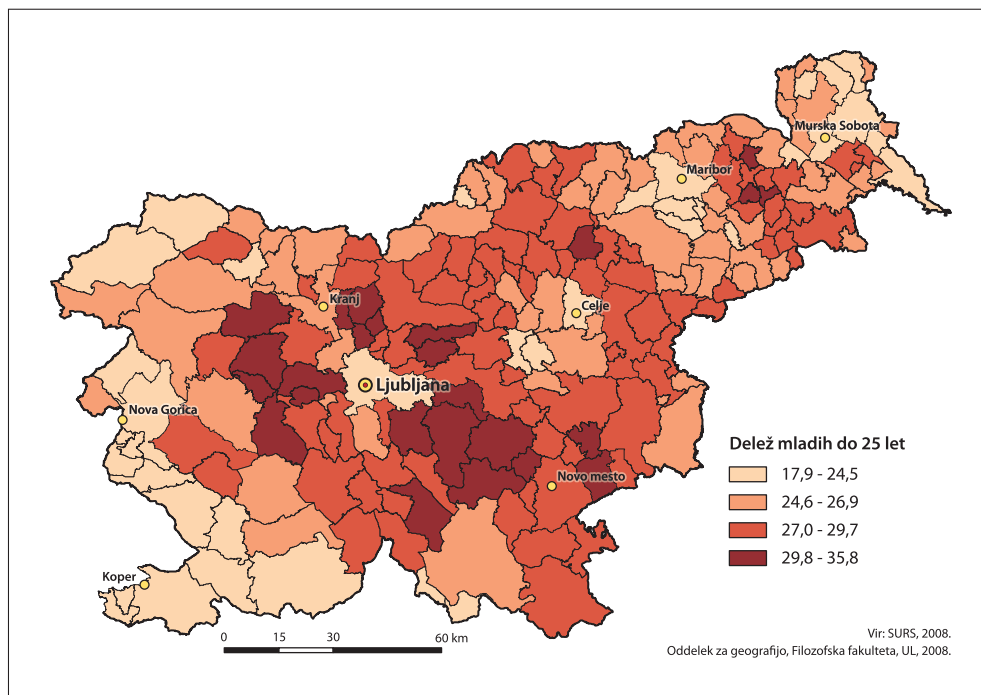 Murska Sobota
Maribor
Kranj
Celje
Ljubljana
Nova Gorica
Novo mesto
Koper
Delež mladih do 25 let
17,9 - 24,5
24,6 - 26,9
27,0 - 29,7
29,8 - 35,8
0 15 30 60 km
Vir: SURS, 2008.
Oddelek za geografijo, Filozofska fakulteta, UL, 2008.